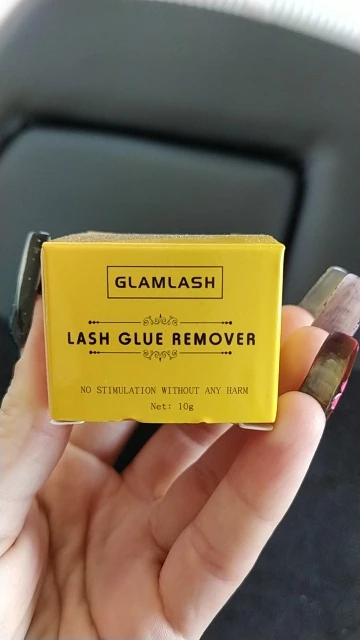 GLAMLASH
LASH GLUE REMOVER
NO STIMULATION WITHOUT ANY HARM
Net: 10g